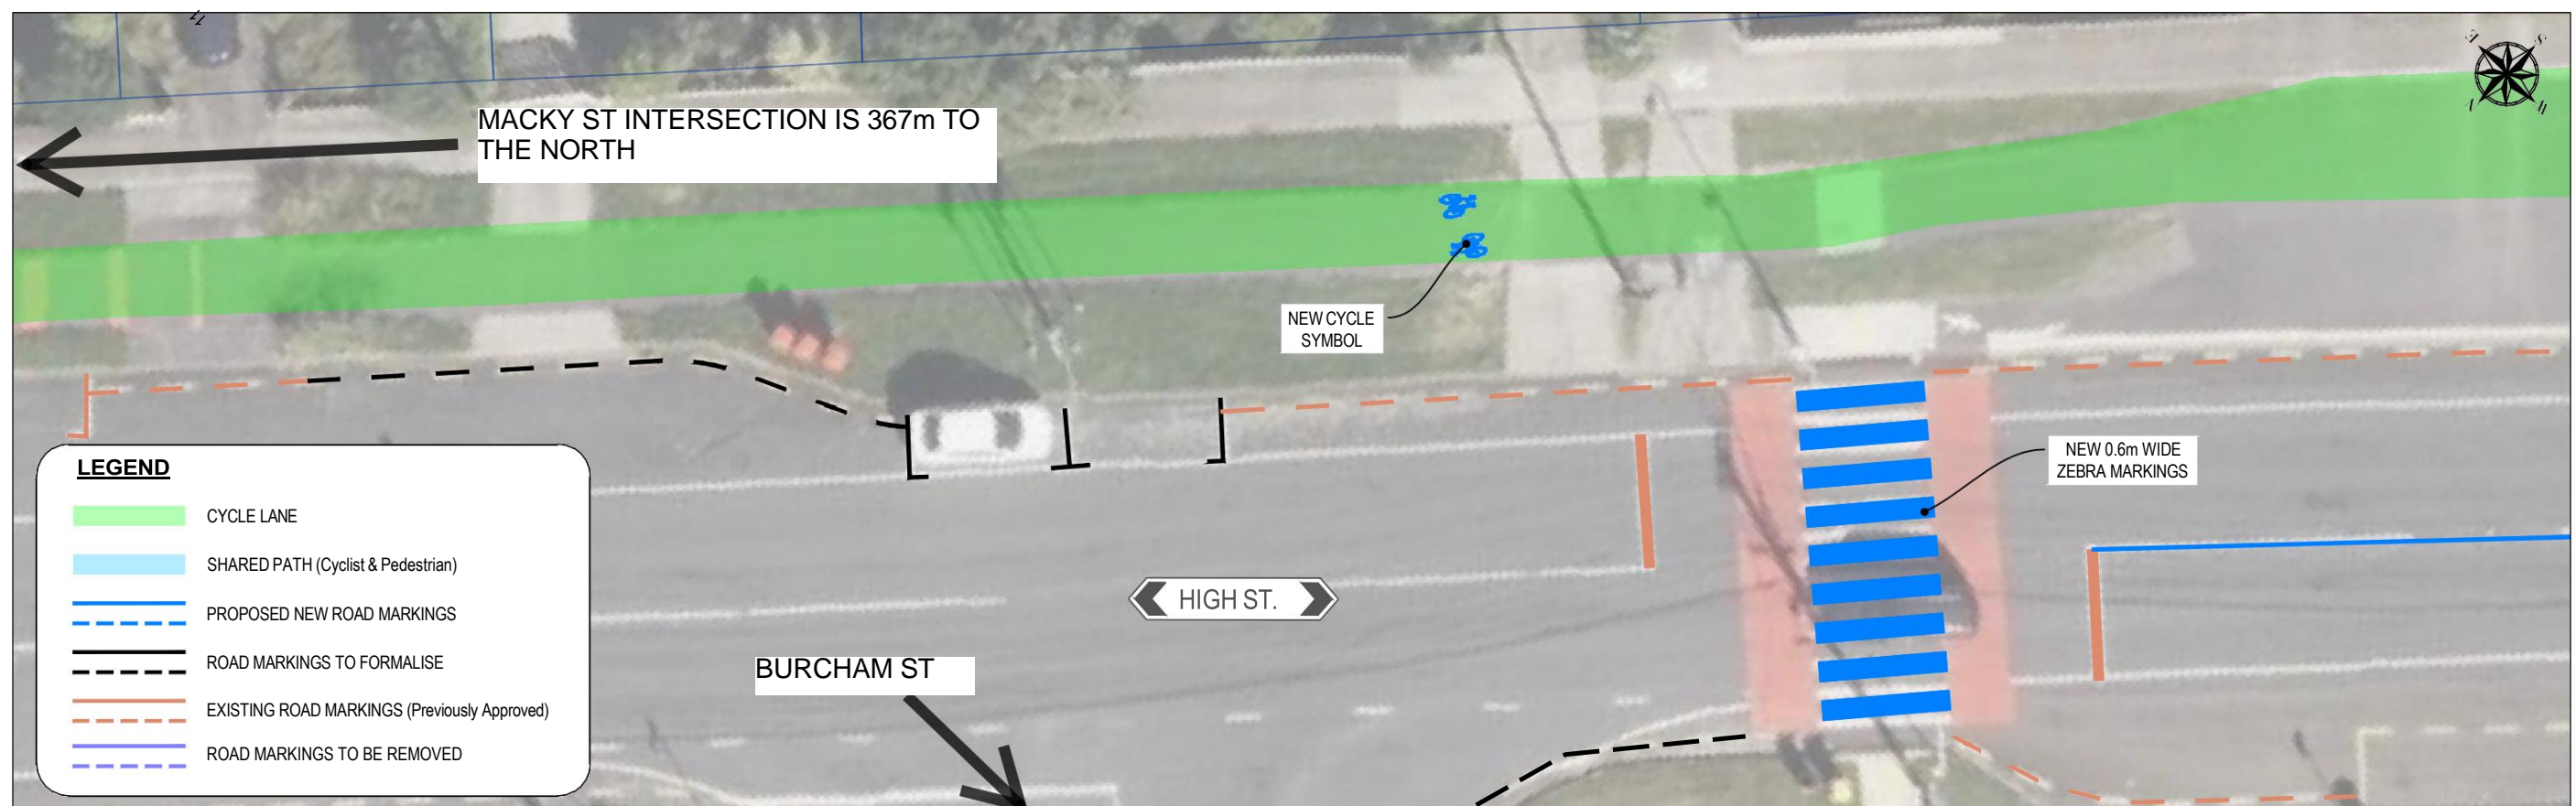 11
MACKY ST INTERSECTION IS 367m TO
THE NORTH
S
NEW CYCLE
SYMBOL
NEW 0.6m WIDE
ZEBRA MARKINGS
HIGH ST.
BURCHAM ST
LEGEND
CYCLE LANE
SHARED PATH (Cyclist & Pedestrian)
PROPOSED NEW ROAD MARKINGS
ROAD MARKINGS TO FORMALISE
EXISTING ROAD MARKINGS (Previously Approved)
ROAD MARKINGS TO BE REMOVED